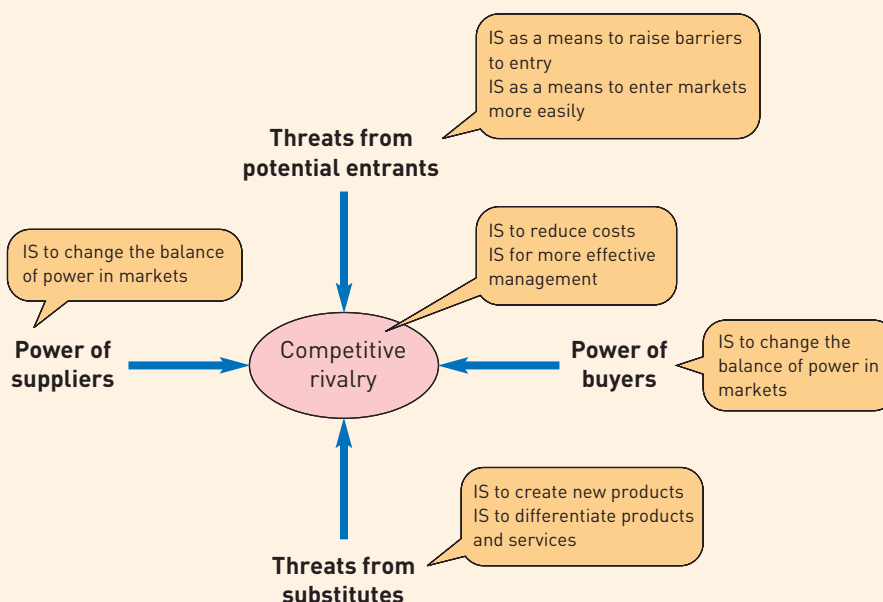 IS as a means to raise barriers
to entry
IS as a means to enter markets
more easily
Threats from
potential entrants
IS to reduce costs
IS for more effective
management
IS to change the balance
of power in markets
Power of
suppliers
Competitive
rivalry
Power of
buyers
IS to change the
balance of power in
markets
IS to create new products
IS to differentiate products
and services
Threats from
substitutes